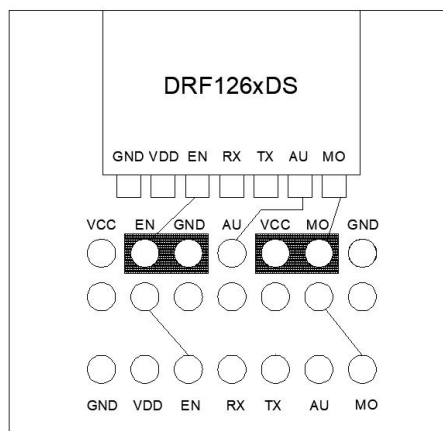 DRF126xDS
GND VDD EN RX TX AU MO
VCC EN GND AU VCC MO GND
GND VDD EN RX TX AU MO